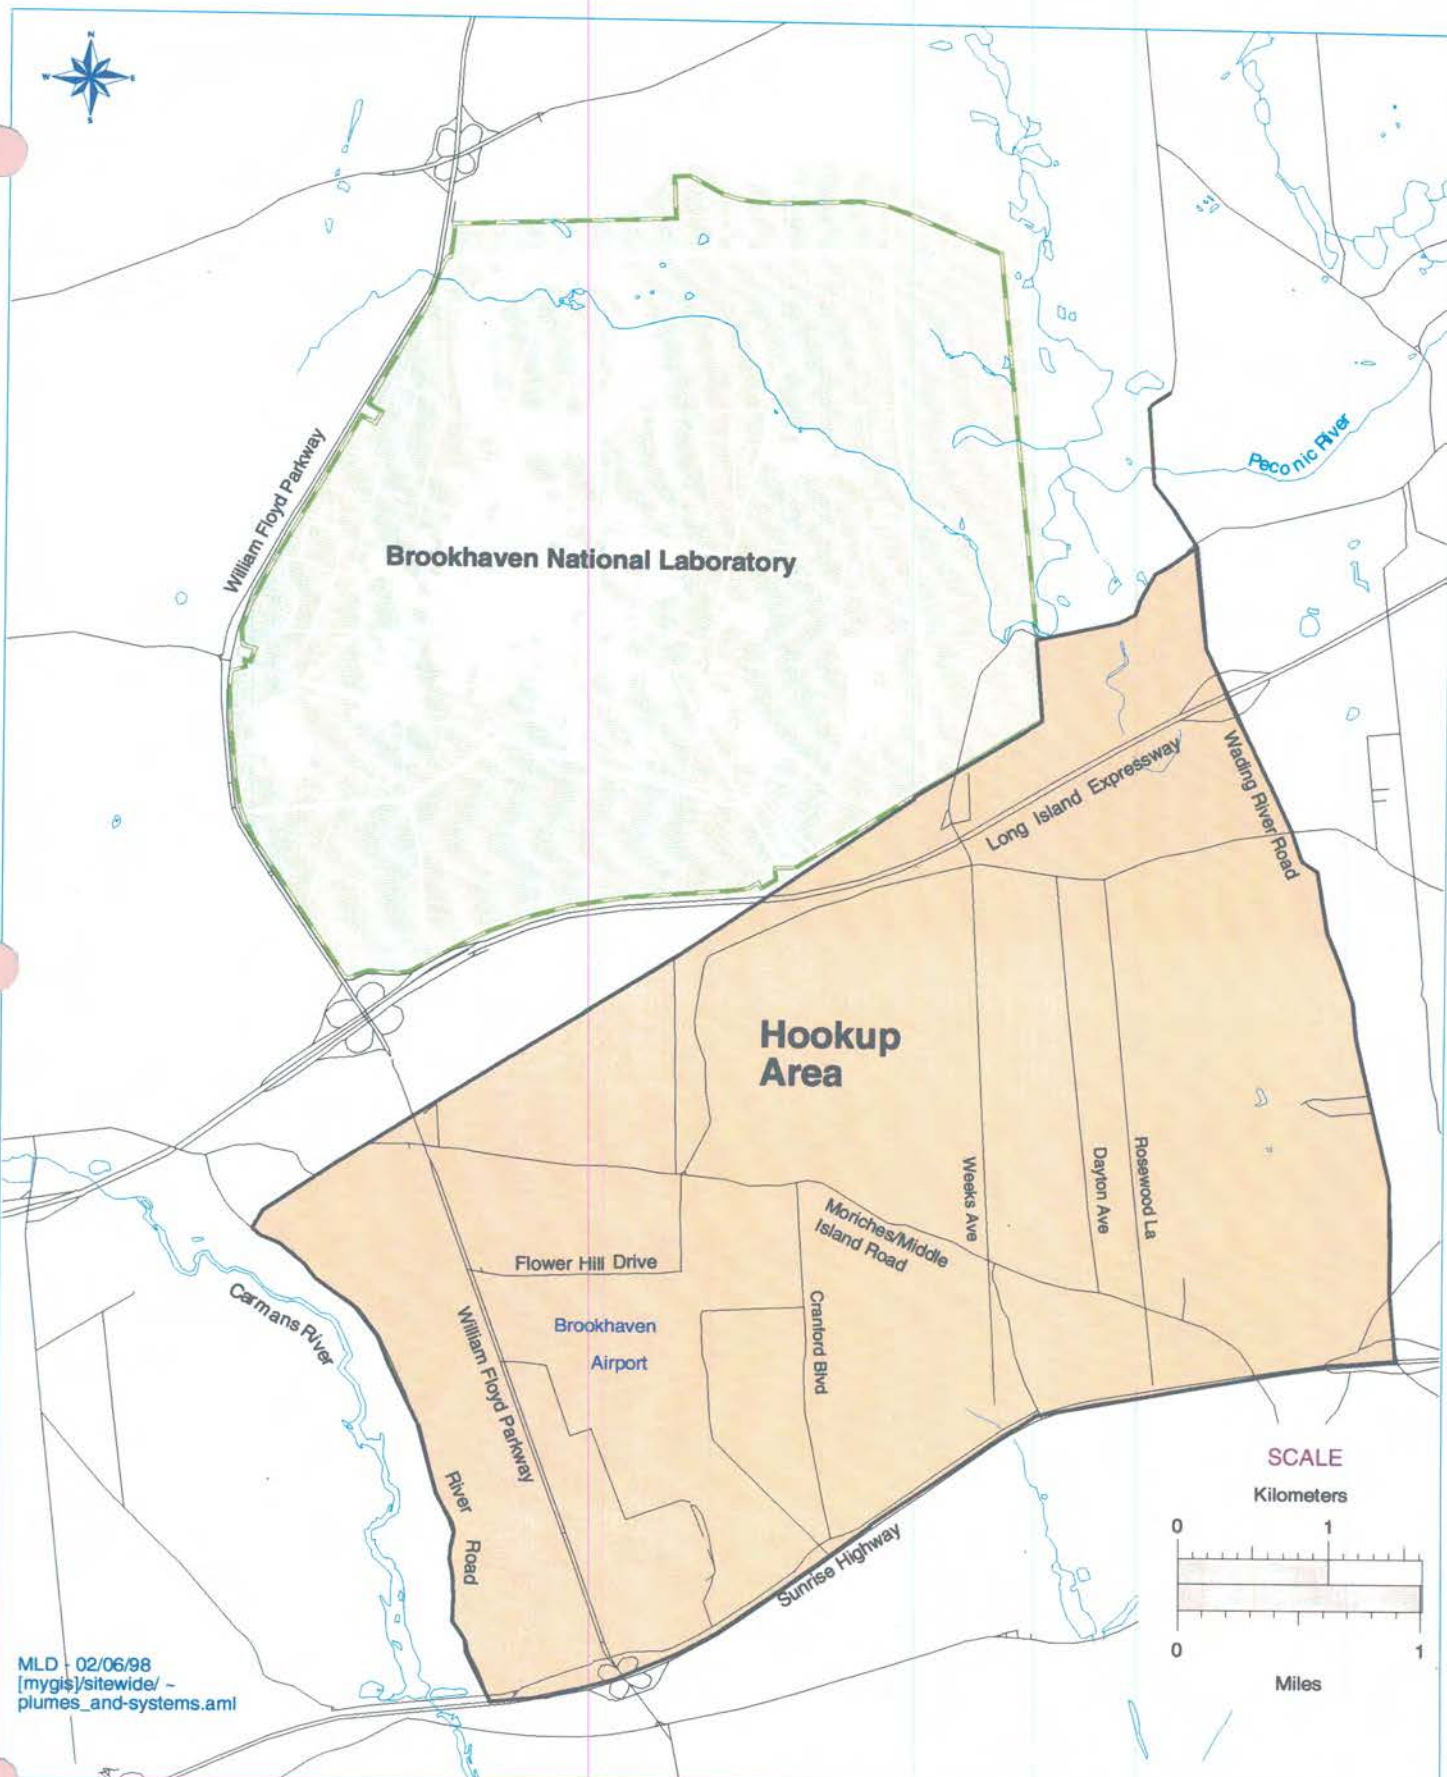 N
W E
S
William Floyd Parkway
Peconic River
Brookhaven National Laboratory
Long Island Expressway
Wading River Road
Hookup
Area
Weeks Ave
Dayton Ave
Rosewood La
Moriches/Middle
Island Road
Flower Hill Drive
Carmans River
Brookhaven
Airport
Cranford Blvd
William Floyd Parkway
River
Road
Sunrise Highway
SCALE
Kilometers
0 1
0 1
Miles
MLD - 02/06/98
[mygis]/sitewide/ ~
plumes_and-systems.aml